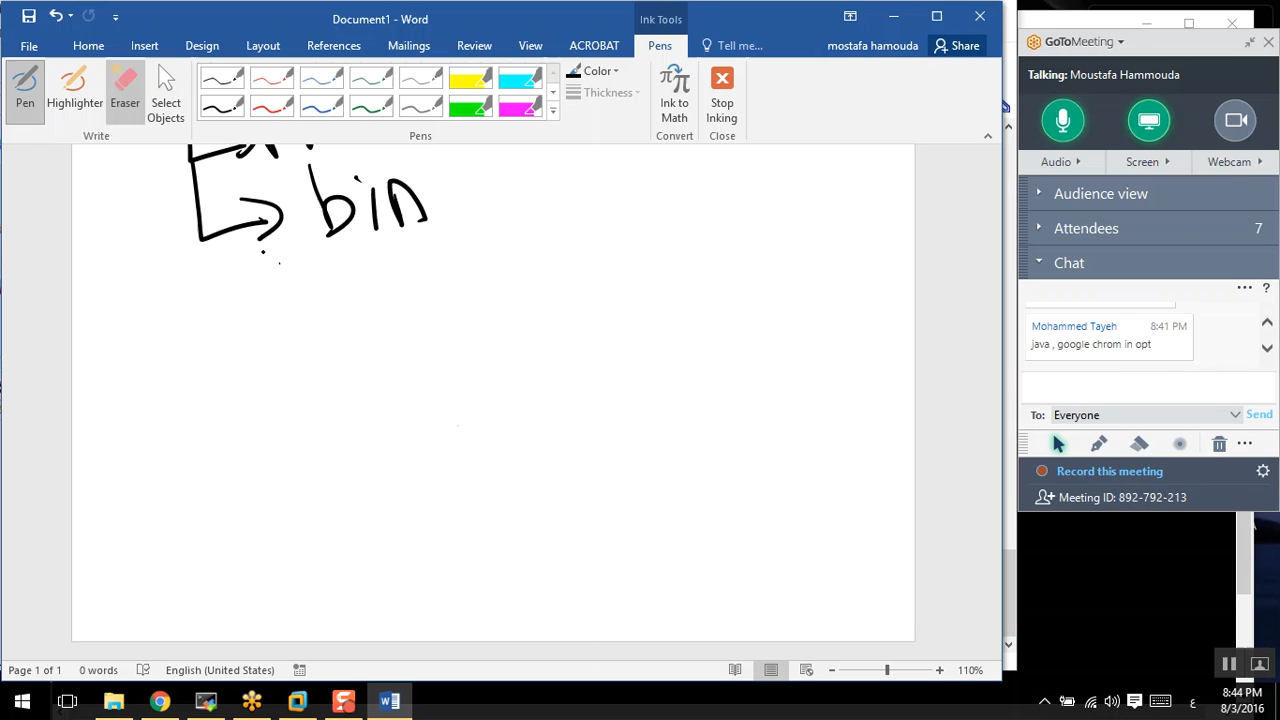 Document1 - Word
Ink Tools
File
Home
Insert
Design
Layout
References
Mailings
Review
View
ACROBAT
Pens
Tell me...
mostafa hamouda
Share
Pen
Highlighter
Eraser
Select Objects
Color
Thickness
Ink to Math
Stop Inking
Write
Pens
Convert
Close
bin
GoToMeeting
Talking: Moustafa Hammouda
Audio
Screen
Webcam
Audience view
Attendees
7
Chat
?
Mohammed Tayeh
8:41 PM
java , google chrom in opt
To:
Everyone
Send
Record this meeting
Meeting ID: 892-792-213
Page 1 of 1
0 words
English (United States)
110%
ع
8:44 PM
8/3/2016